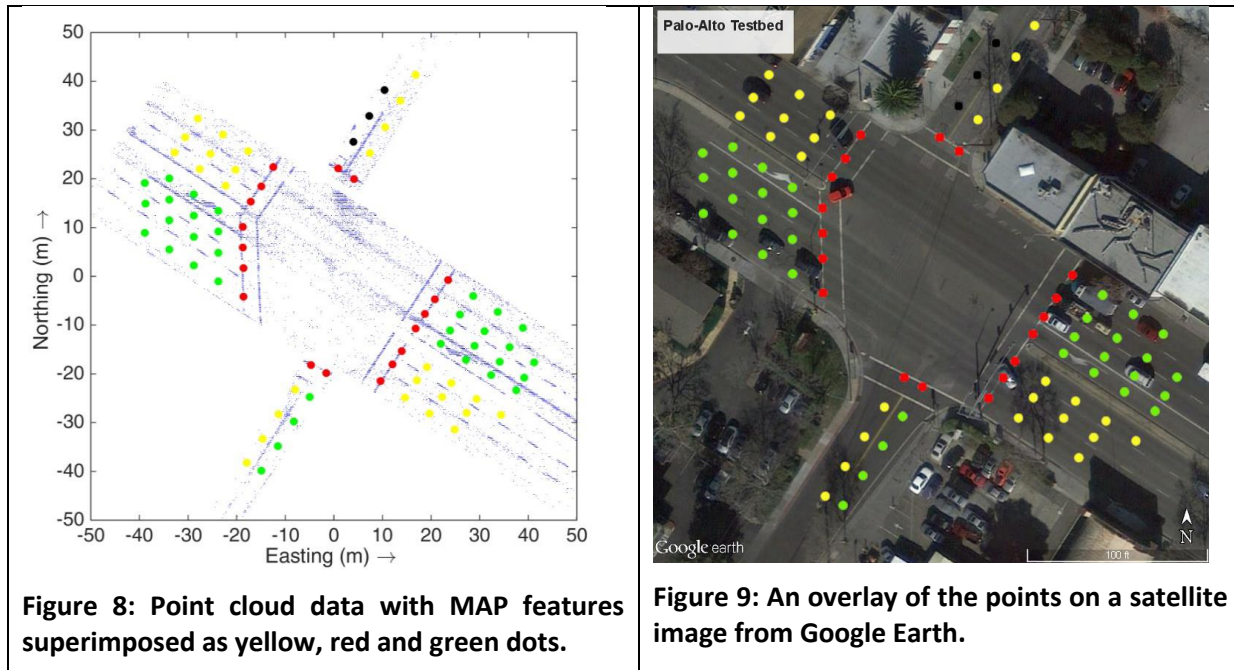 50
40
30
20
10
0
-10
-20
-30
-40
-50
Northing (m) →
-50 -40 -30 -20 -10 0 10 20 30 40 50
Easting (m) →
Figure 8: Point cloud data with MAP features
superimposed as yellow, red and green dots.
Palo-Alto Testbed
Google earth
N
100 ft
Figure 9: An overlay of the points on a satellite
image from Google Earth.